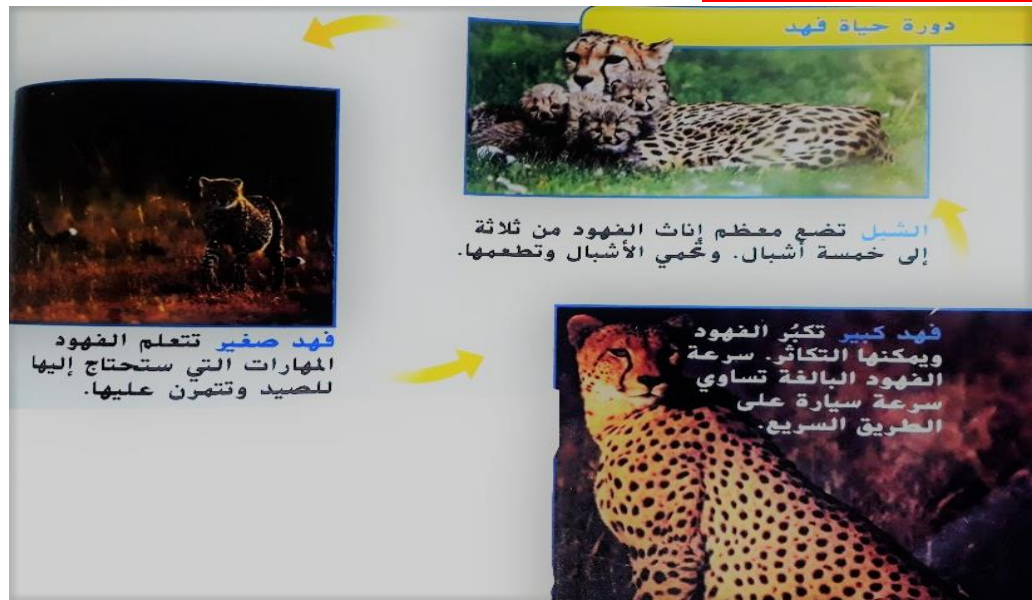 دورة حياة فهد
الشبل تضع معظم إناث الفهود من ثلاثة
إلى خمسة أشبال. وتحمي الأشبال وتطعمها.
فهد صغير تتعلم الفهود
المهارات التي ستحتاج إليها
للصيد وتتمرن عليها.
فهد كبير تكبُر الفهود
ويمكنها التكاثر. سرعة
الفهود البالغة تساوي
سرعة سيارة على
الطريق السريع.